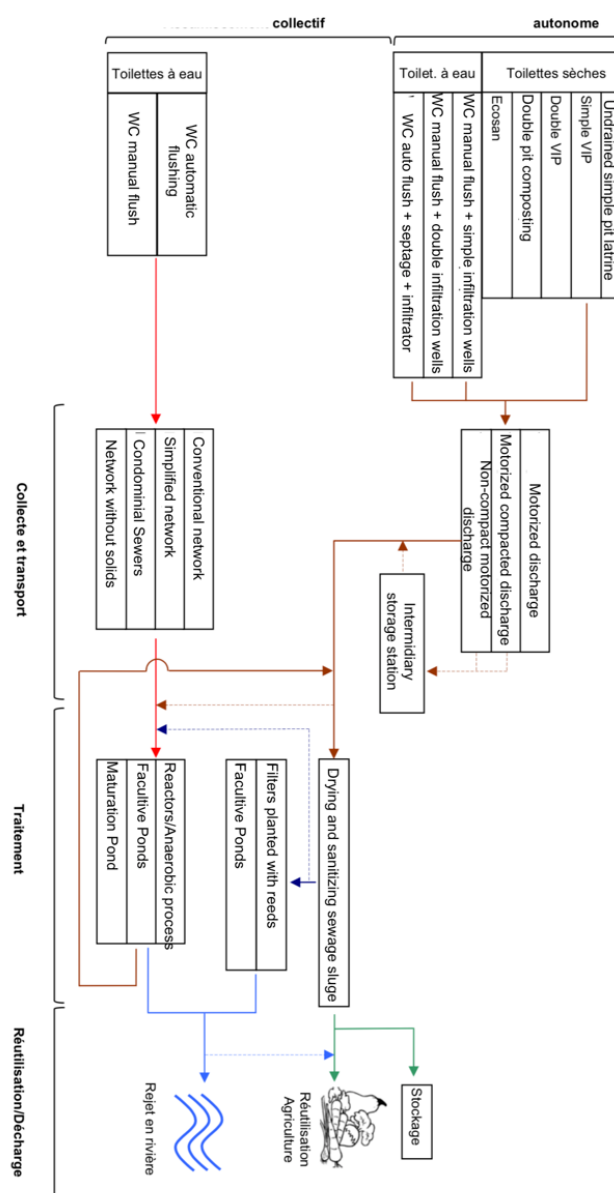 collectif
autonome
Toilettes à eau
WC automatic
flushing
WC manual flush
Toilet. à eau
WC manual flush + simple infiltration wells
WC manual flush + double infiltration wells
WC auto flush + septage + infiltrator
Toilettes sèches
Undrained simple pit latrine
Simple VIP
Double VIP
Double pit composting
Ecosan
Collecte et transport
Conventional network
Simplified network
Condominial Sewers
Network without solids
Motorized discharge
Motorized compacted discharge
Non-compact motorized
discharge
Intermidiary
storage station
Traitement
Reactors/Anaerobic process
Facultive Ponds
Maturation Pond
Filters planted with reeds
Facultive Ponds
Drying and sanitizing sewage sluge
Réutilisation/Décharge
Rejet en rivière
Réutilisation
Agriculture
Stockage